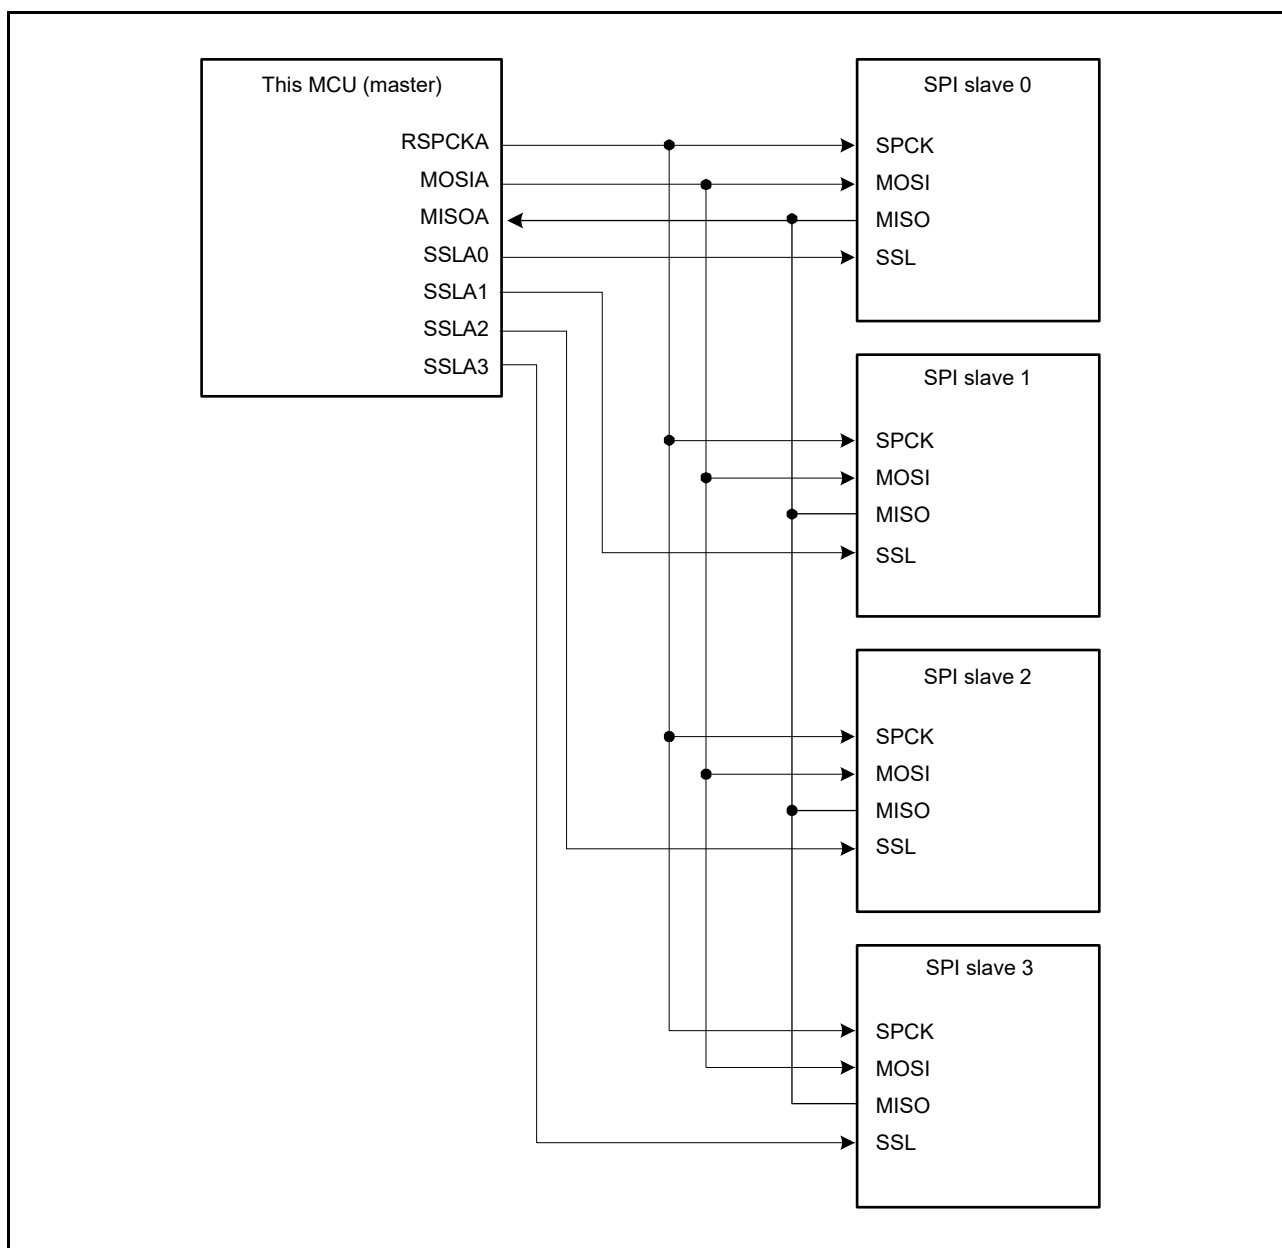 This MCU (master)
RSPCKA
MOSIA
MISOA
SSLA0
SSLA1
SSLA2
SSLA3
SPI slave 0
SPCK
MOSI
MISO
SSL
SPI slave 1
SPCK
MOSI
MISO
SSL
SPI slave 2
SPCK
MOSI
MISO
SSL
SPI slave 3
SPCK
MOSI
MISO
SSL